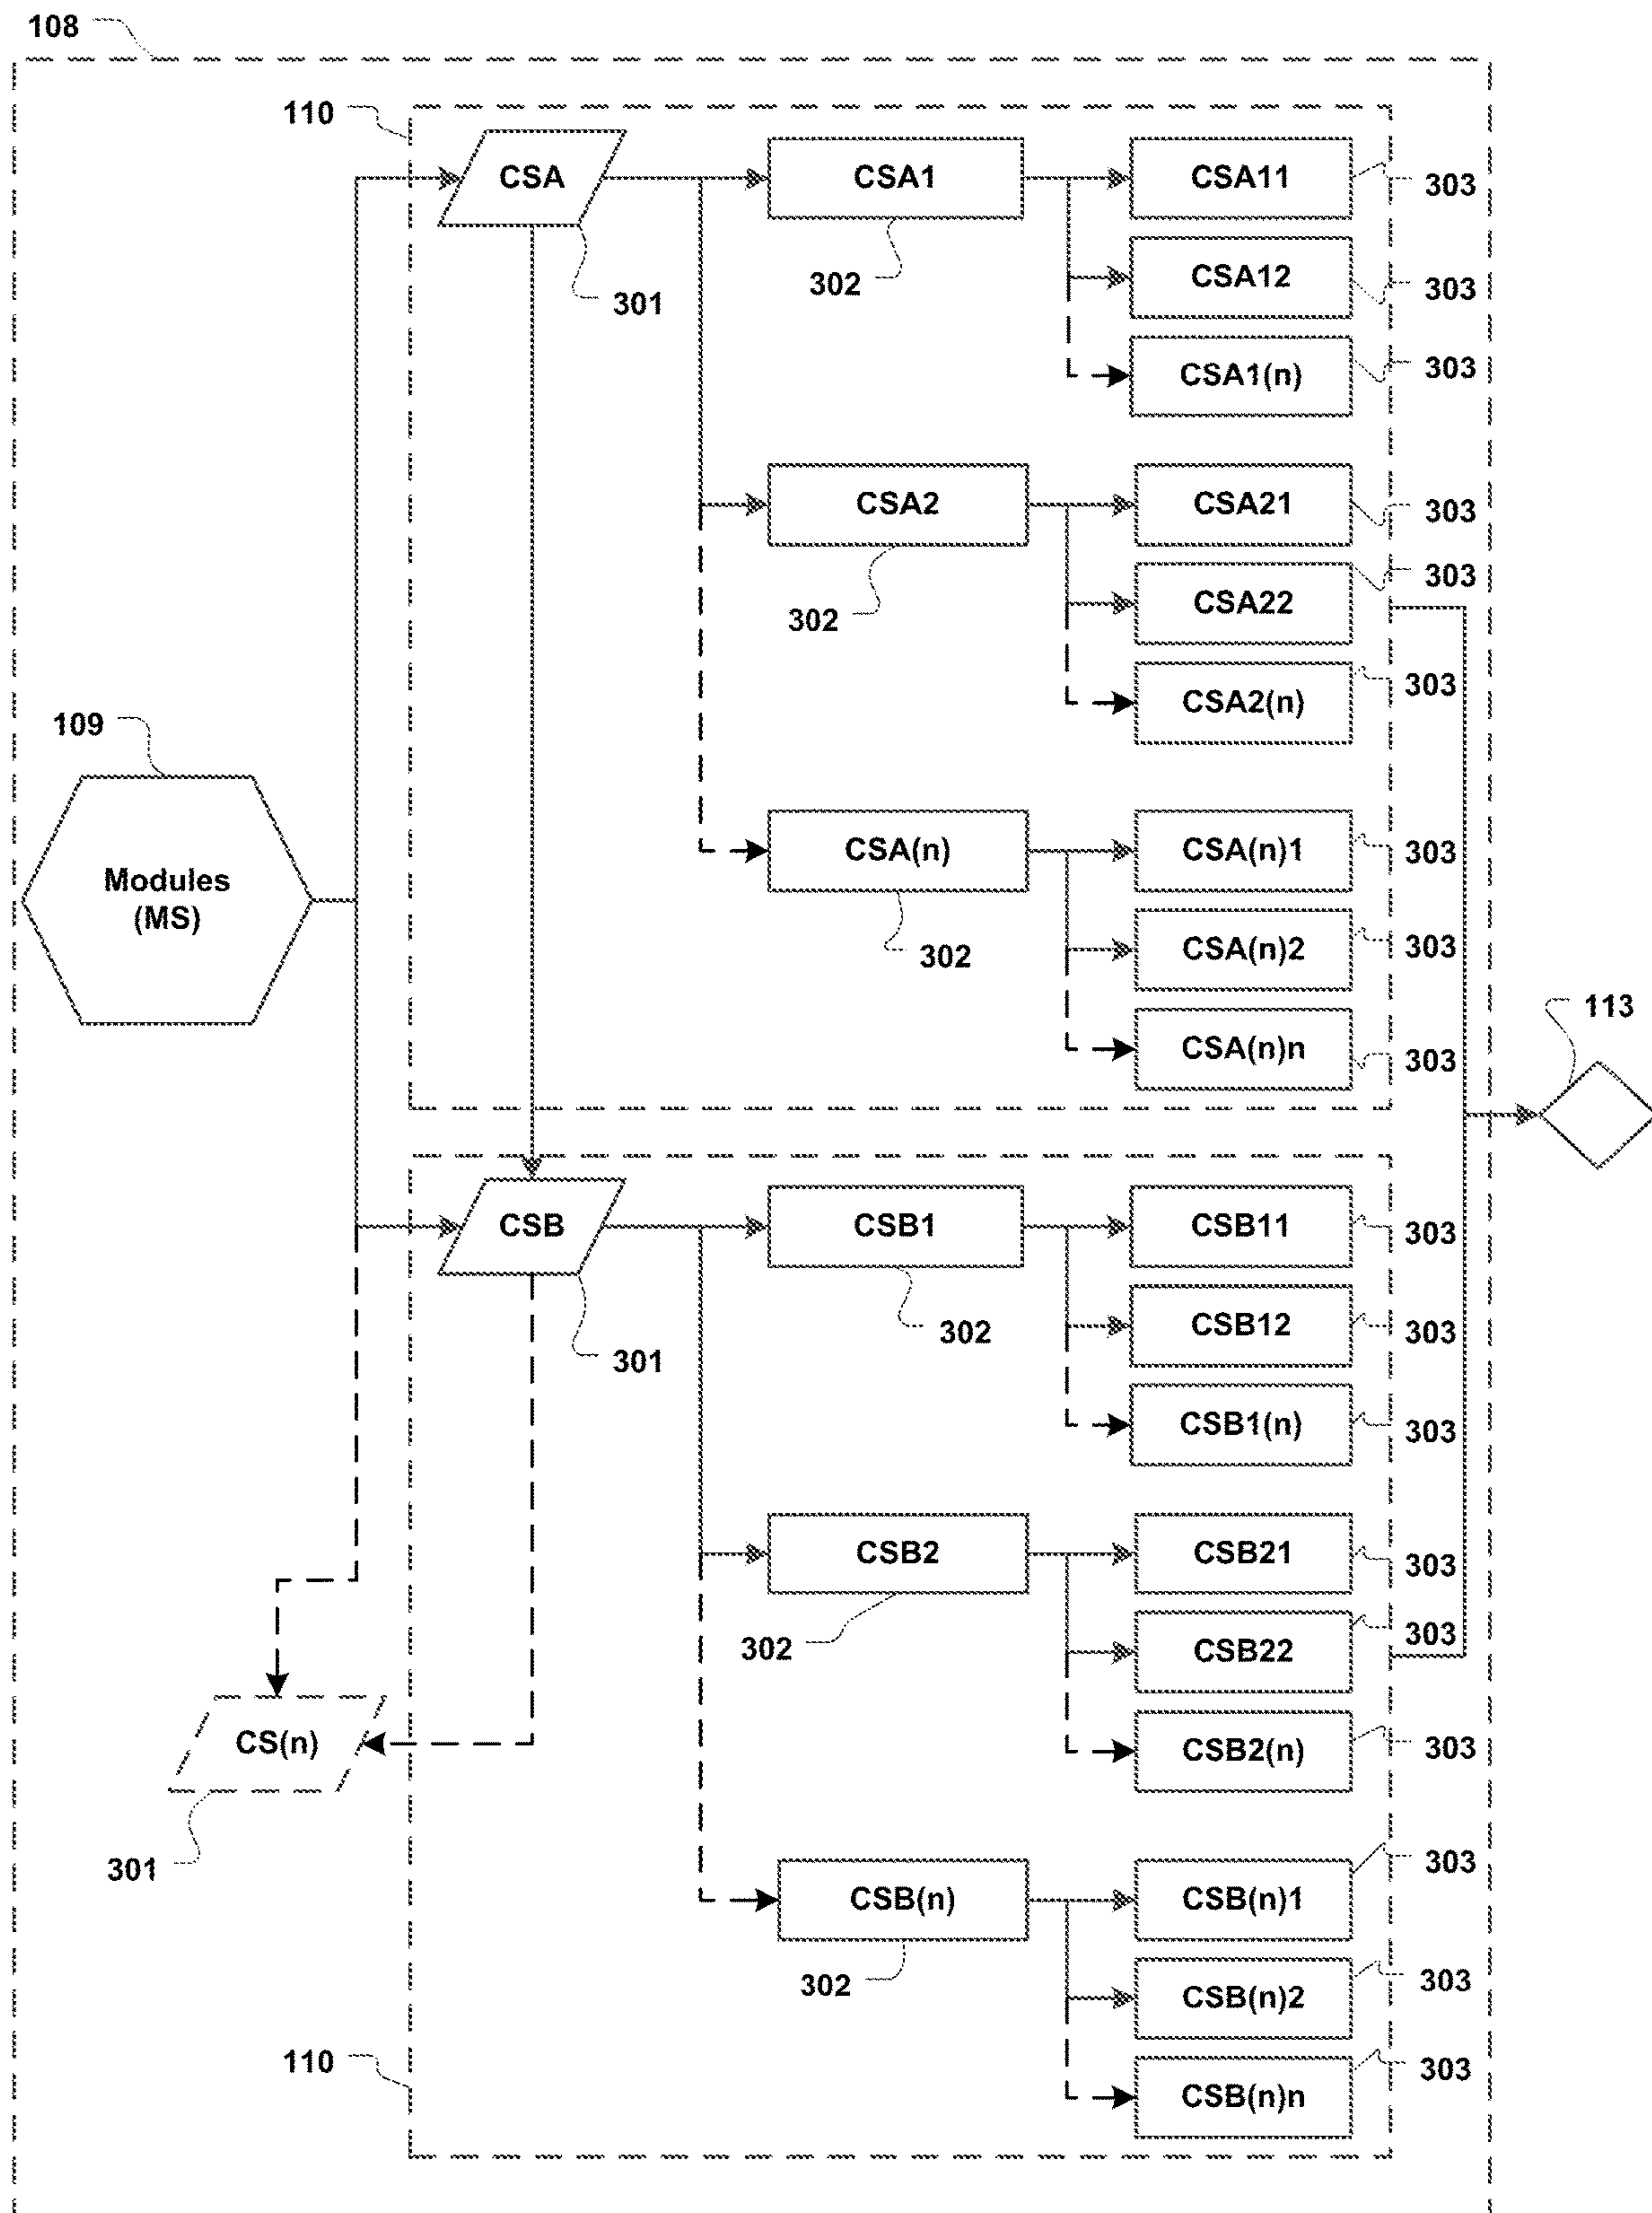 108
110
CSA
CSA1
CSA11
303
302
301
CSA12
303
CSA1(n)
303
CSA2
CSA21
303
302
CSA22
303
CSA2(n)
303
109
Modules
(MS)
CSA(n)
CSA(n)1
303
302
CSA(n)2
303
CSA(n)n
303
113
CSB
CSB1
CSB11
303
302
301
CSB12
303
CSB1(n)
303
CSB2
CSB21
303
302
CSB22
303
CSB2(n)
303
CS(n)
301
CSB(n)
CSB(n)1
303
302
CSB(n)2
303
110
CSB(n)n
303